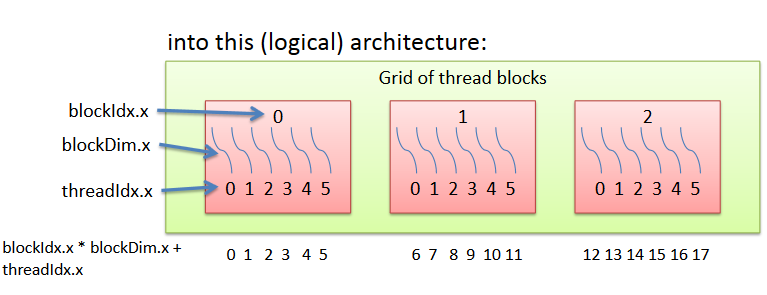 into this (logical) architecture:
Grid of thread blocks
blockIdx.x
0 1 2
blockDim.x
threadIdx.x
0 1 2 3 4 5 0 1 2 3 4 5 0 1 2 3 4 5
blockIdx.x * blockDim.x +
threadIdx.x
0 1 2 3 4 5 6 7 8 9 10 11 12 13 14 15 16 17